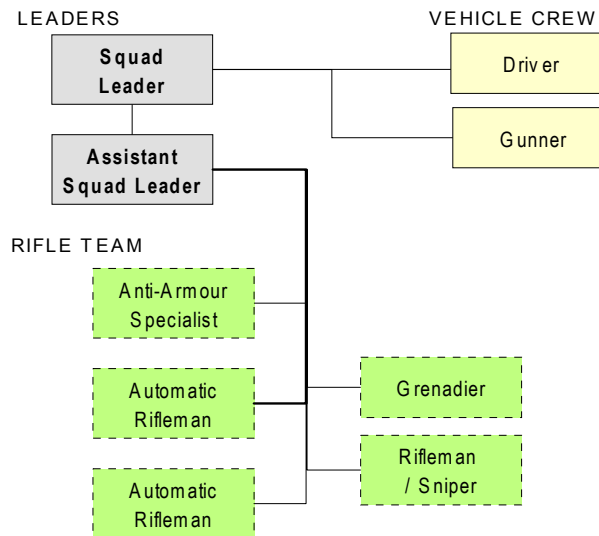 LEADERS
VEHICLE CREW
Squad
Leader
Driver
Gunner
Assistant
Squad Leader
RIFLE TEAM
Anti-Armour
Specialist
Automatic
Rifleman
Grenadier
Rifleman
/ Sniper
Automatic
Rifleman